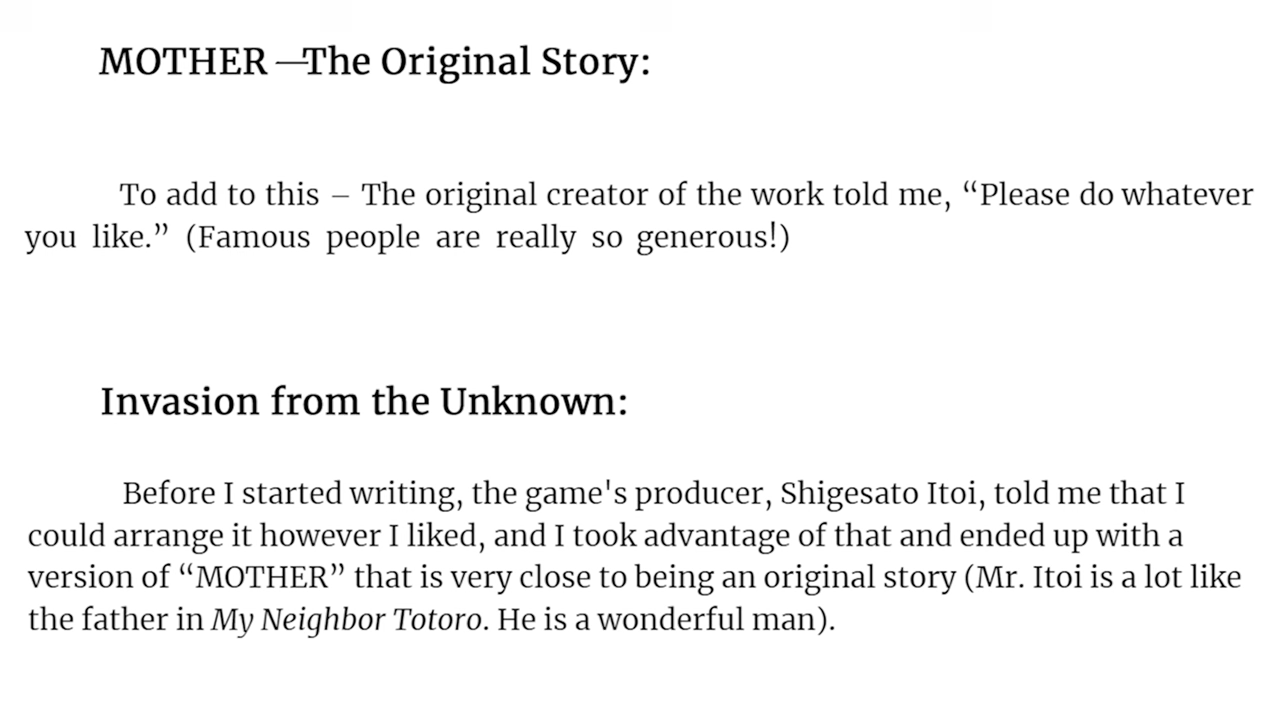 MOTHER —The Original Story:
To add to this – The original creator of the work told me, “Please do whatever
you like.” (Famous people are really so generous!)
Invasion from the Unknown:
Before I started writing, the game's producer, Shigesato Itoi, told me that I
could arrange it however I liked, and I took advantage of that and ended up with a
version of “MOTHER” that is very close to being an original story (Mr. Itoi is a lot like
the father in My Neighbor Totoro. He is a wonderful man).